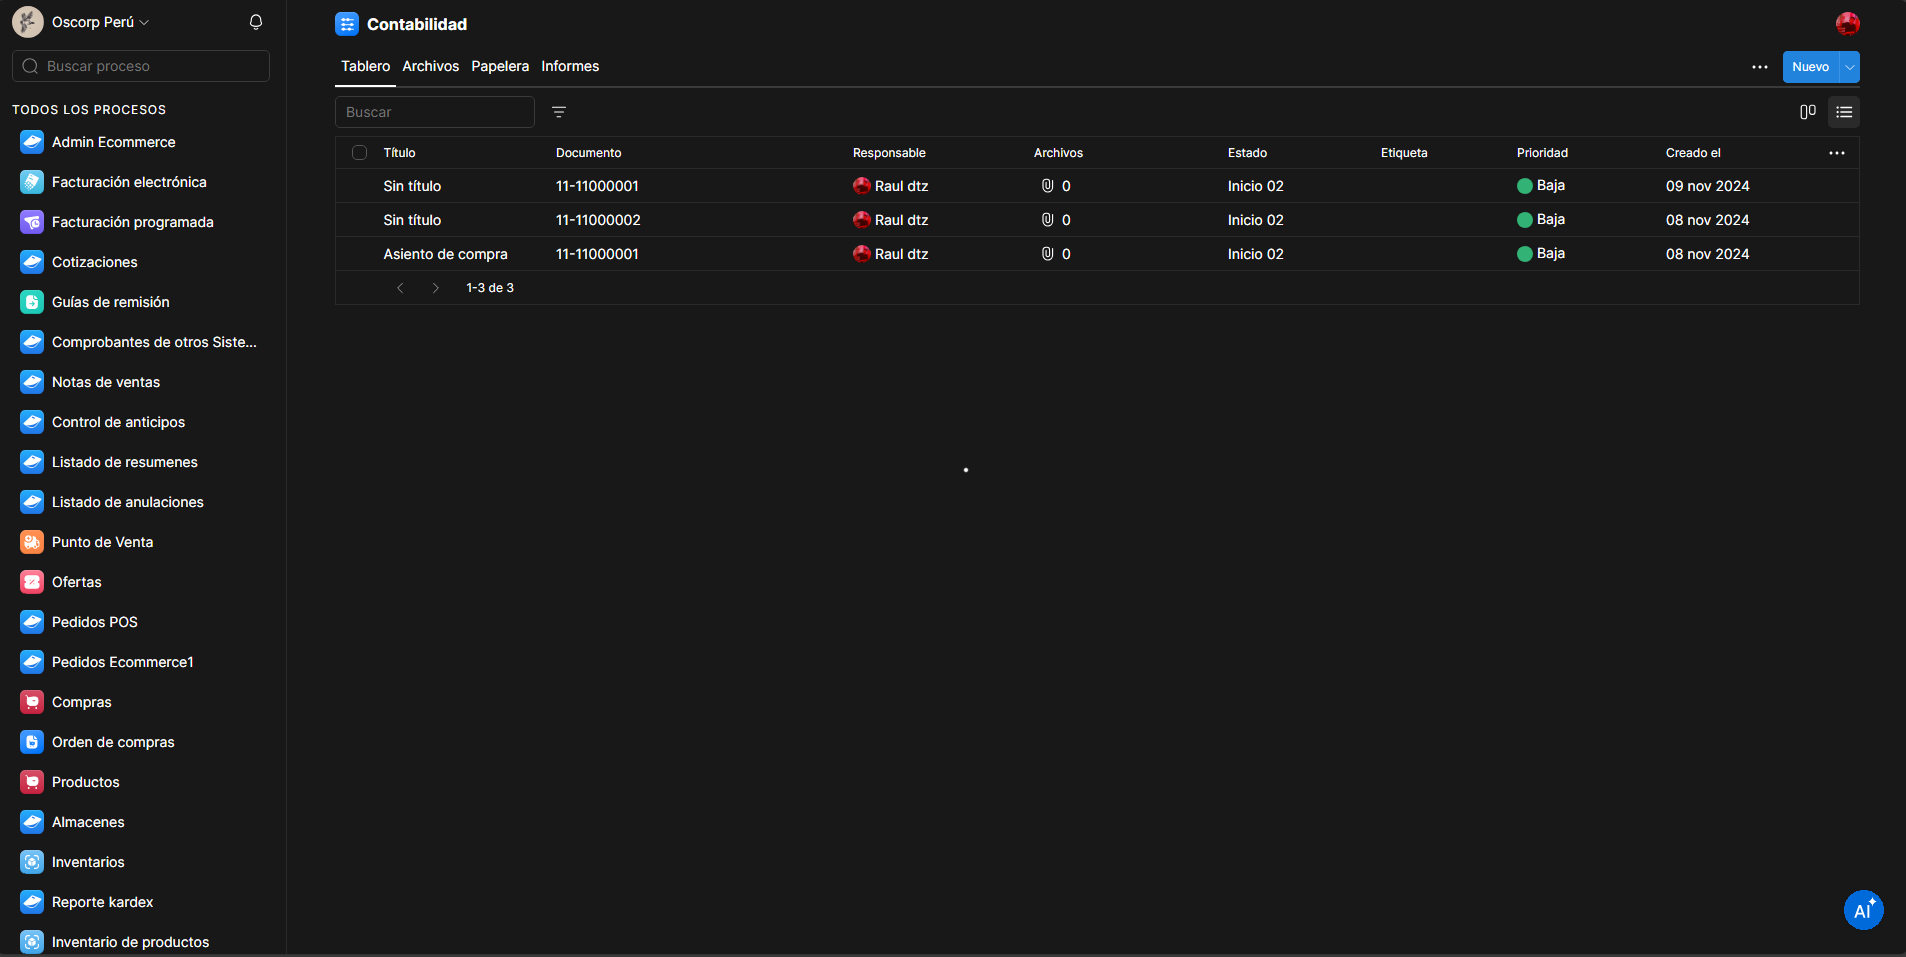 Oscorp Perú
Buscar proceso
TODOS LOS PROCESOS
Admin Ecommerce
Facturación electrónica
Facturación programada
Cotizaciones
Guías de remisión
Comprobantes de otros Siste...
Notas de ventas
Control de anticipos
Listado de resumenes
Listado de anulaciones
Punto de Venta
Ofertas
Pedidos POS
Pedidos Ecommerce1
Compras
Orden de compras
Productos
Almacenes
Inventarios
Reporte kardex
Inventario de productos
Contabilidad
Tablero Archivos Papelera Informes
Nuevo
Buscar
Título Documento Responsable Archivos Estado Etiqueta Prioridad Creado el
Sin título 11-11000001 Raul dtz 0 Inicio 02 Baja 09 nov 2024
Sin título 11-11000002 Raul dtz 0 Inicio 02 Baja 08 nov 2024
Asiento de compra 11-11000001 Raul dtz 0 Inicio 02 Baja 08 nov 2024
1-3 de 3
AI